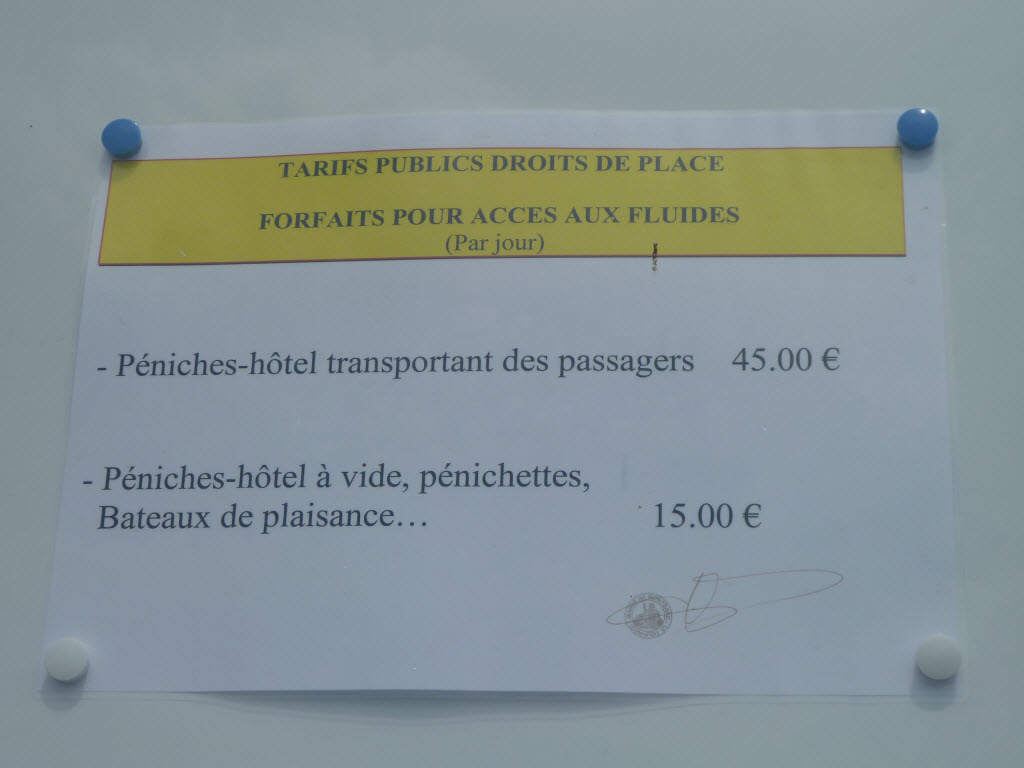 TARIFS PUBLICS DROITS DE PLACE
FORFAITS POUR ACCES AUX FLUIDES
(Par jour)
- Péniches-hôtel transportant des passagers 45.00 €
- Péniches-hôtel à vide, pénichettes,
Bateaux de plaisance… 15.00 €